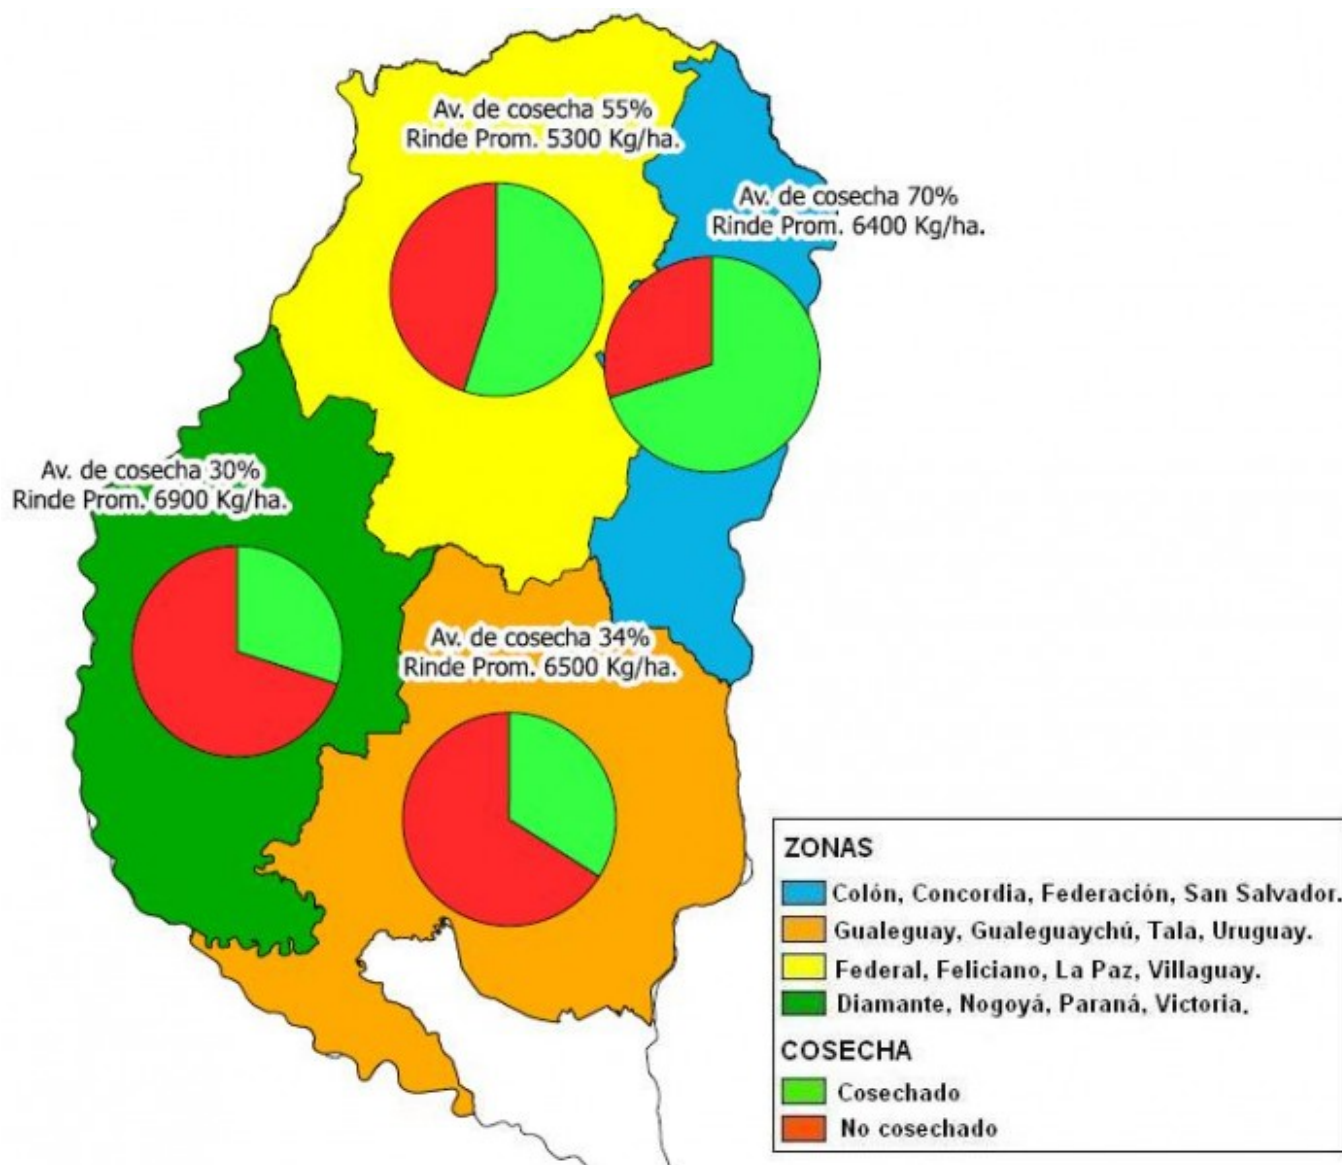 Av. de cosecha 55%
Rinde Prom. 5300 Kg/ha.
Av. de cosecha 70%
Rinde Prom. 6400 Kg/ha.
Av. de cosecha 30%
Rinde Prom. 6900 Kg/ha.
Av. de cosecha 34%
Rinde Prom. 6500 Kg/ha.
ZONAS
Colón, Concordia, Federación, San Salvador.
Gualeguay, Gualeguaychú, Tala, Uruguay.
Federal, Feliciano, La Paz, Villaguay.
Diamante, Nogoyá, Paraná, Victoria.
COSECHA
Cosechado
No cosechado